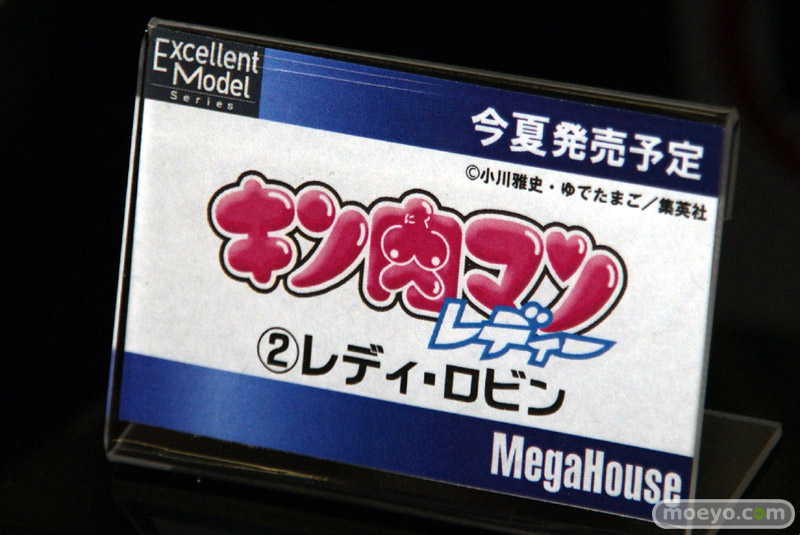 Excellent
Model
Series
今夏発売予定
©小川雅史・ゆでたまご／集英社
にく
キン肉マン
レディー
②レディ・ロビン
MegaHouse
moeyo.com